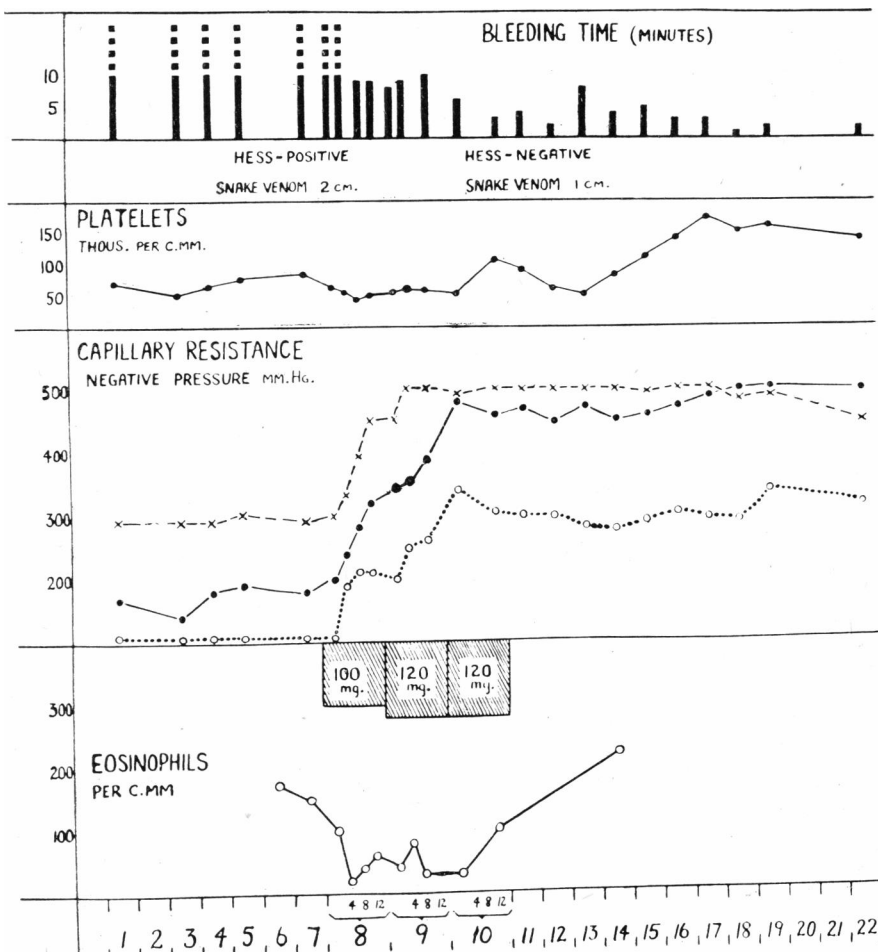 BLEEDING TIME (MINUTES)
10
5
HESS-POSITIVE HESS-NEGATIVE
SNAKE VENOM 2 CM. SNAKE VENOM 1 CM.
PLATELETS
THOUS. PER C.MM.
150
100
50
CAPILLARY RESISTANCE
NEGATIVE PRESSURE MM.HG.
500
400
300
200
100 mg. 120 mg. 120 mg.
300
EOSINOPHILS
PER C.MM
200
100
4 8 12 4 8 12 4 8 12
1 2 3 4 5 6 7 8 9 10 11 12 13 14 15 16 17 18 19 20 21 22